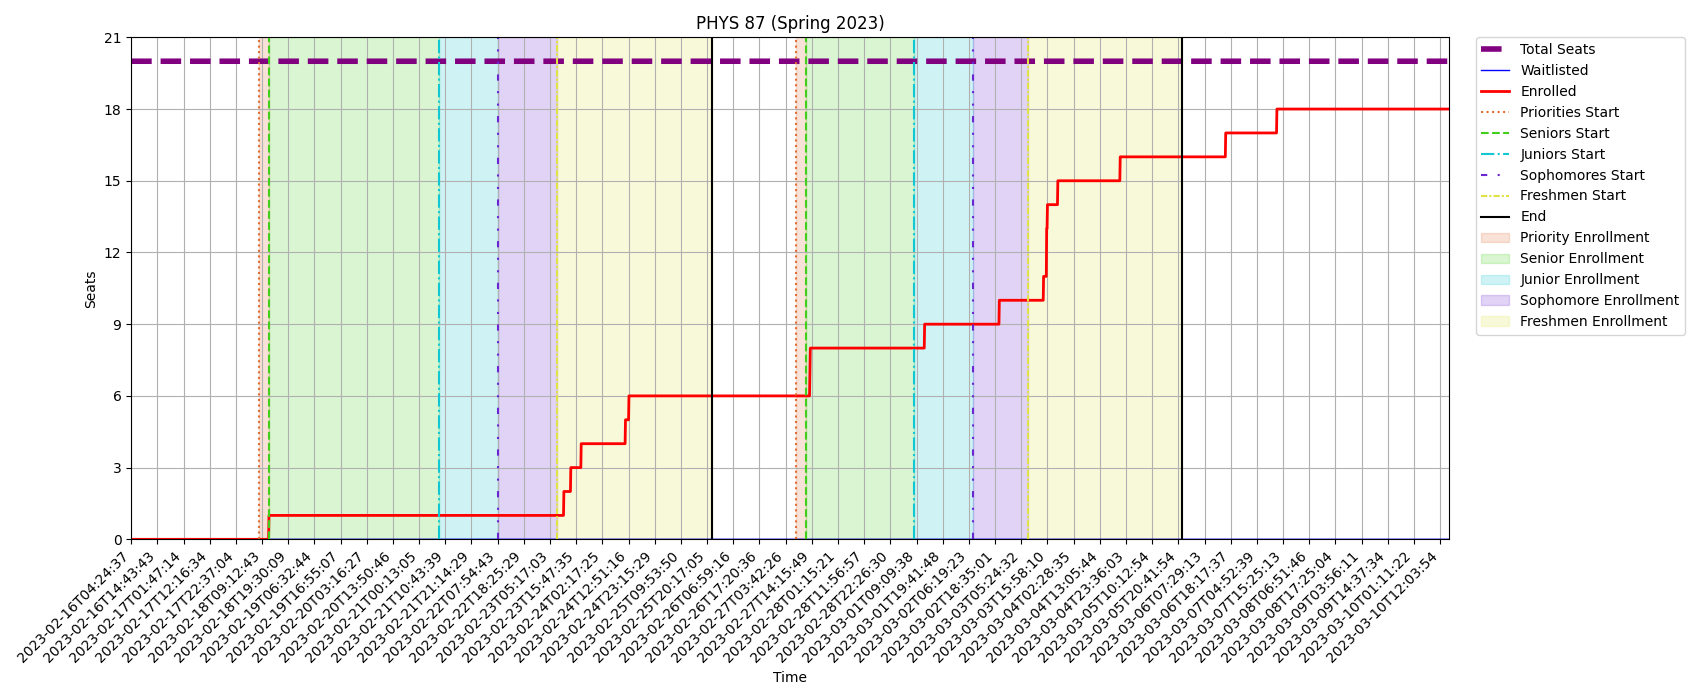 PHYS 87 (Spring 2023)
21
18
15
12
9
6
3
0
Seats
2023-02-16T04:24:37
2023-02-16T14:43:43
2023-02-17T01:47:14
2023-02-17T12:16:34
2023-02-17T22:37:04
2023-02-18T09:12:43
2023-02-18T19:30:09
2023-02-19T06:32:44
2023-02-19T16:55:07
2023-02-20T03:16:27
2023-02-20T13:50:46
2023-02-21T00:13:05
2023-02-21T10:43:39
2023-02-21T21:14:29
2023-02-22T07:54:43
2023-02-22T18:25:29
2023-02-23T05:17:03
2023-02-23T15:47:35
2023-02-24T02:17:25
2023-02-24T12:51:16
2023-02-24T23:15:29
2023-02-25T09:53:50
2023-02-25T20:17:05
2023-02-26T06:59:16
2023-02-26T17:20:36
2023-02-27T03:42:26
2023-02-27T14:15:49
2023-02-28T01:15:21
2023-02-28T11:56:57
2023-02-28T22:26:30
2023-03-01T09:09:38
2023-03-01T19:41:48
2023-03-02T06:19:23
2023-03-02T18:35:01
2023-03-03T05:24:32
2023-03-03T15:58:10
2023-03-04T02:28:35
2023-03-04T13:05:44
2023-03-04T23:36:03
2023-03-05T10:12:54
2023-03-05T20:41:54
2023-03-06T07:29:13
2023-03-06T18:17:37
2023-03-07T04:52:39
2023-03-07T15:25:13
2023-03-08T06:51:46
2023-03-08T17:25:04
2023-03-09T03:56:11
2023-03-09T14:37:34
2023-03-10T01:11:22
2023-03-10T12:03:54
Time
Total Seats
Waitlisted
Enrolled
Priorities Start
Seniors Start
Juniors Start
Sophomores Start
Freshmen Start
End
Priority Enrollment
Senior Enrollment
Junior Enrollment
Sophomore Enrollment
Freshmen Enrollment